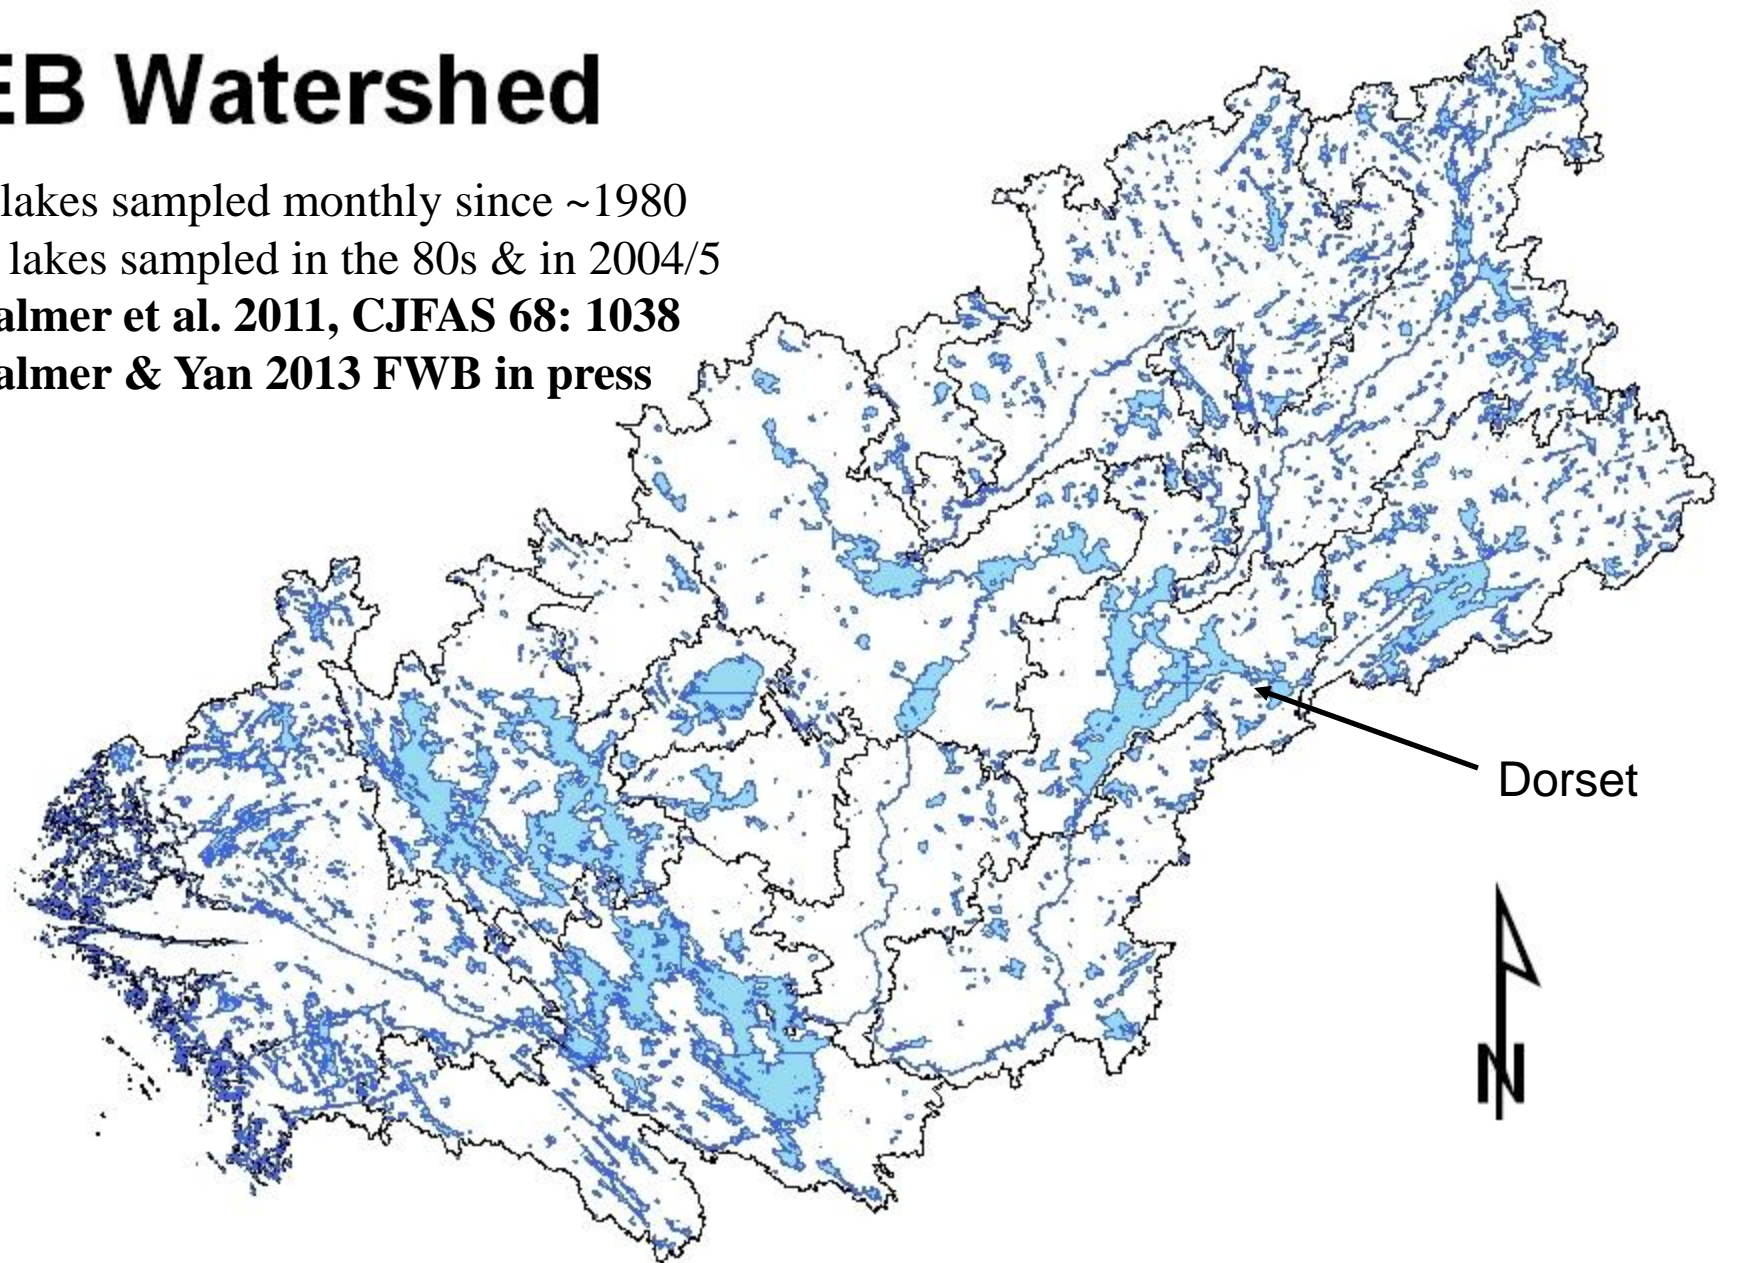 EB Watershed
lakes sampled monthly since ~1980
lakes sampled in the 80s & in 2004/5
almer et al. 2011, CJFAS 68: 1038
almer & Yan 2013 FWB in press
Dorset
N